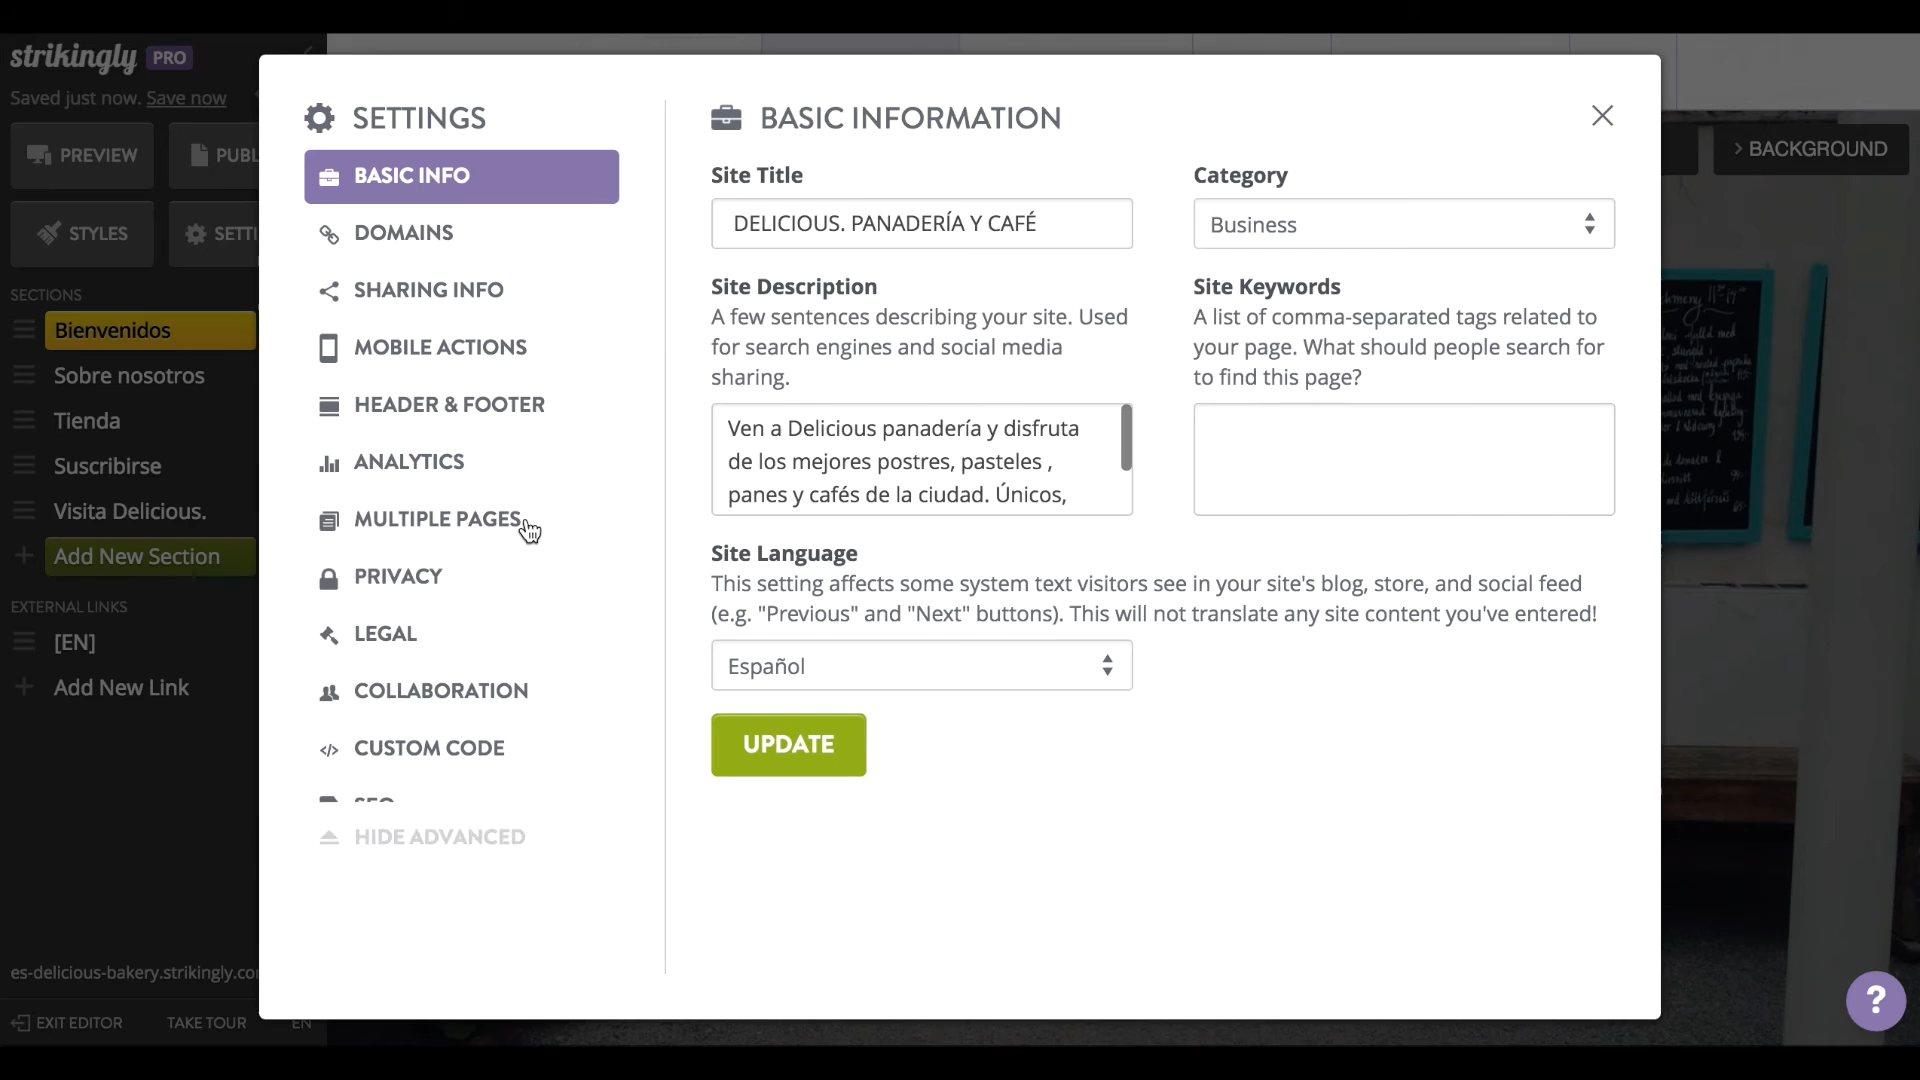 strikingly PRO
Saved just now. Save now
PREVIEW
PUBL
STYLES
SETTI
SECTIONS
Bienvenidos
Sobre nosotros
Tienda
Suscribirse
Visita Delicious.
Add New Section
EXTERNAL LINKS
[EN]
Add New Link
es-delicious-bakery.strikingly.co
EXIT EDITOR
TAKE TOUR
EN
SETTINGS
BASIC INFO
DOMAINS
SHARING INFO
MOBILE ACTIONS
HEADER & FOOTER
ANALYTICS
MULTIPLE PAGES
PRIVACY
LEGAL
COLLABORATION
CUSTOM CODE
SEO
HIDE ADVANCED
BASIC INFORMATION
Site Title
DELICIOUS. PANADERÍA Y CAFÉ
Category
Business
Site Description
A few sentences describing your site. Used
for search engines and social media
sharing.
Ven a Delicious panadería y disfruta
de los mejores postres, pasteles ,
panes y cafés de la ciudad. Únicos,
Site Keywords
A list of comma-separated tags related to
your page. What should people search for
to find this page?
Site Language
This setting affects some system text visitors see in your site's blog, store, and social feed
(e.g. "Previous" and "Next" buttons). This will not translate any site content you've entered!
Español
UPDATE
> BACKGROUND
?